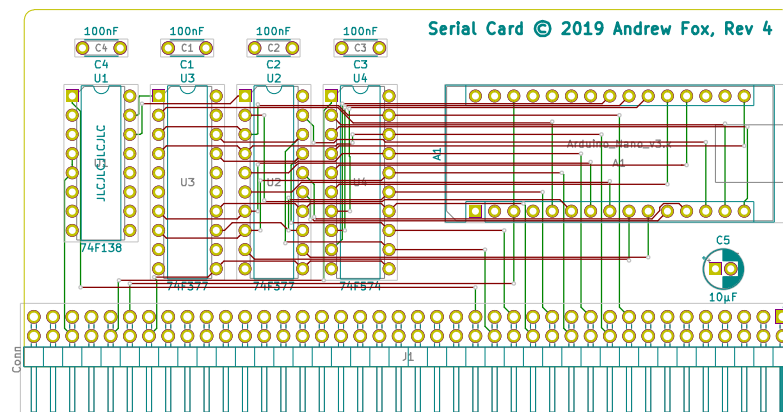 Serial Card © 2019 Andrew Fox, Rev 4
100nF 100nF 100nF 100nF
C4 C1 C2 C3
C4 C1 C2 C3
U1 U3 U2 U4
JLCJLCJLCJLC
A1
Arduino_Nano_v3.x
A1
U3 U2 U4
74F138
74F377 74F377 74F574
C5
10µF
J1
Conn